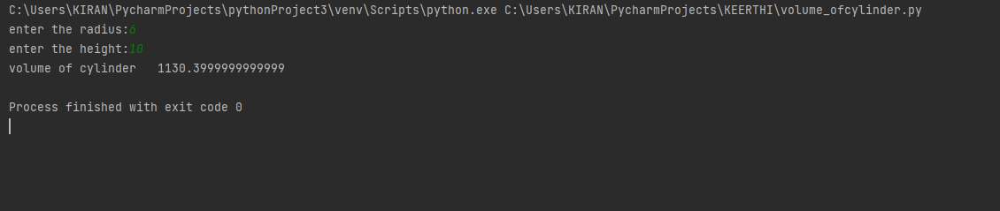 C:\Users\KIRAN\PycharmProjects\pythonProject3\venv\Scripts\python.exe C:\Users\KIRAN\PycharmProjects\KEERTHI\volume_ofcylinder.py
enter the radius:6
enter the height:10
volume of cylinder   1130.3999999999999
Process finished with exit code 0